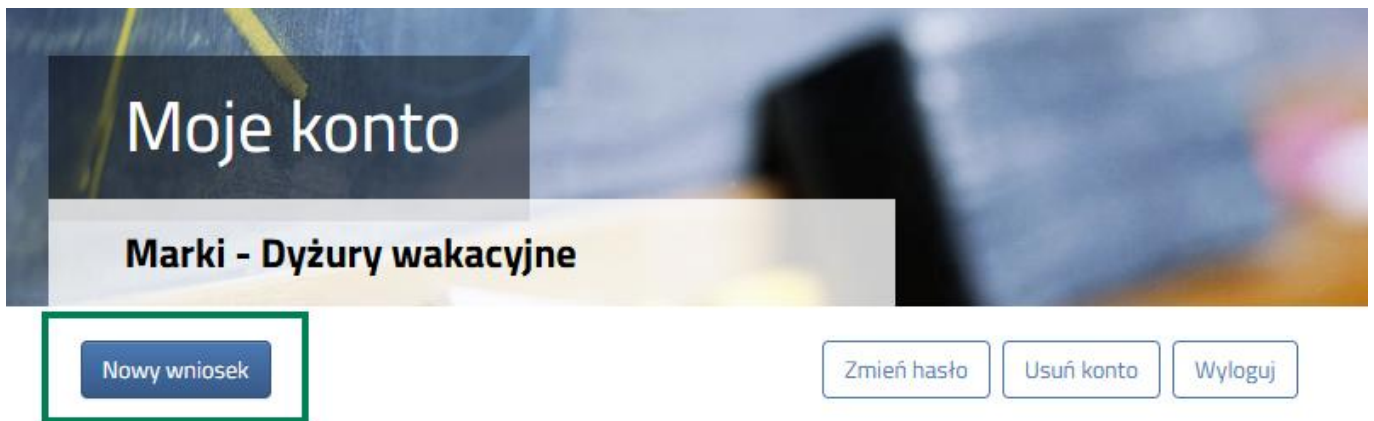 Moje konto
Marki - Dyżury wakacyjne
Nowy wniosek
Zmień hasło
Usuń konto
Wyloguj